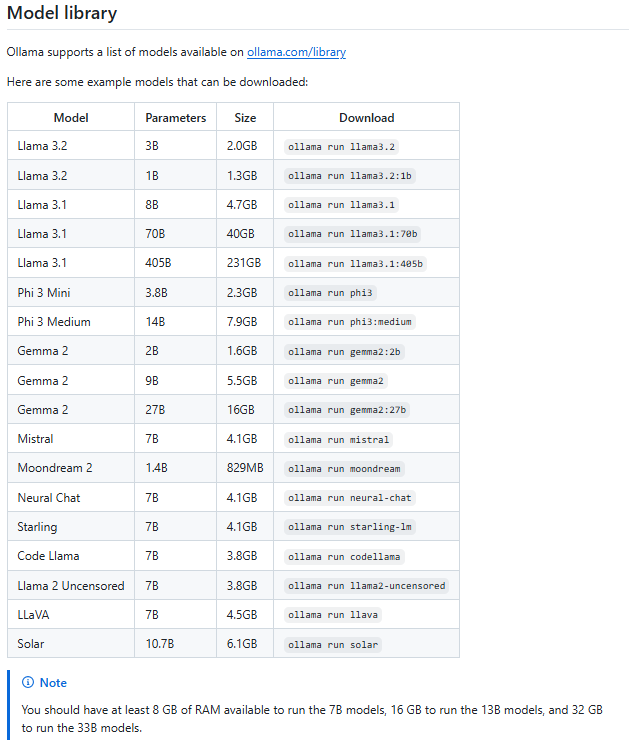 Model library
Ollama supports a list of models available on ollama.com/library
Here are some example models that can be downloaded:
Model Parameters Size Download
Llama 3.2 3B 2.0GB ollama run llama3.2
Llama 3.2 1B 1.3GB ollama run llama3.2:1b
Llama 3.1 8B 4.7GB ollama run llama3.1
Llama 3.1 70B 40GB ollama run llama3.1:70b
Llama 3.1 405B 231GB ollama run llama3.1:405b
Phi 3 Mini 3.8B 2.3GB ollama run phi3
Phi 3 Medium 14B 7.9GB ollama run phi3:medium
Gemma 2 2B 1.6GB ollama run gemma2:2b
Gemma 2 9B 5.5GB ollama run gemma2
Gemma 2 27B 16GB ollama run gemma2:27b
Mistral 7B 4.1GB ollama run mistral
Moondream 2 1.4B 829MB ollama run moondream
Neural Chat 7B 4.1GB ollama run neural-chat
Starling 7B 4.1GB ollama run starling-lm
Code Llama 7B 3.8GB ollama run codellama
Llama 2 Uncensored 7B 3.8GB ollama run llama2-uncensored
LLaVA 7B 4.5GB ollama run llava
Solar 10.7B 6.1GB ollama run solar
Note
You should have at least 8 GB of RAM available to run the 7B models, 16 GB to run the 13B models, and 32 GB
to run the 33B models.